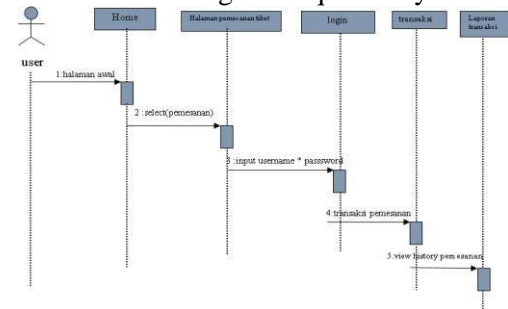 Home
Halaman pemesanan tiket
login
transaksi
Laporan
transaksi
user
1:halaman awal
2 :select(pemesanan)
3 :input username * passsword
4:transaksi pemesanan
5:view history pemesanan